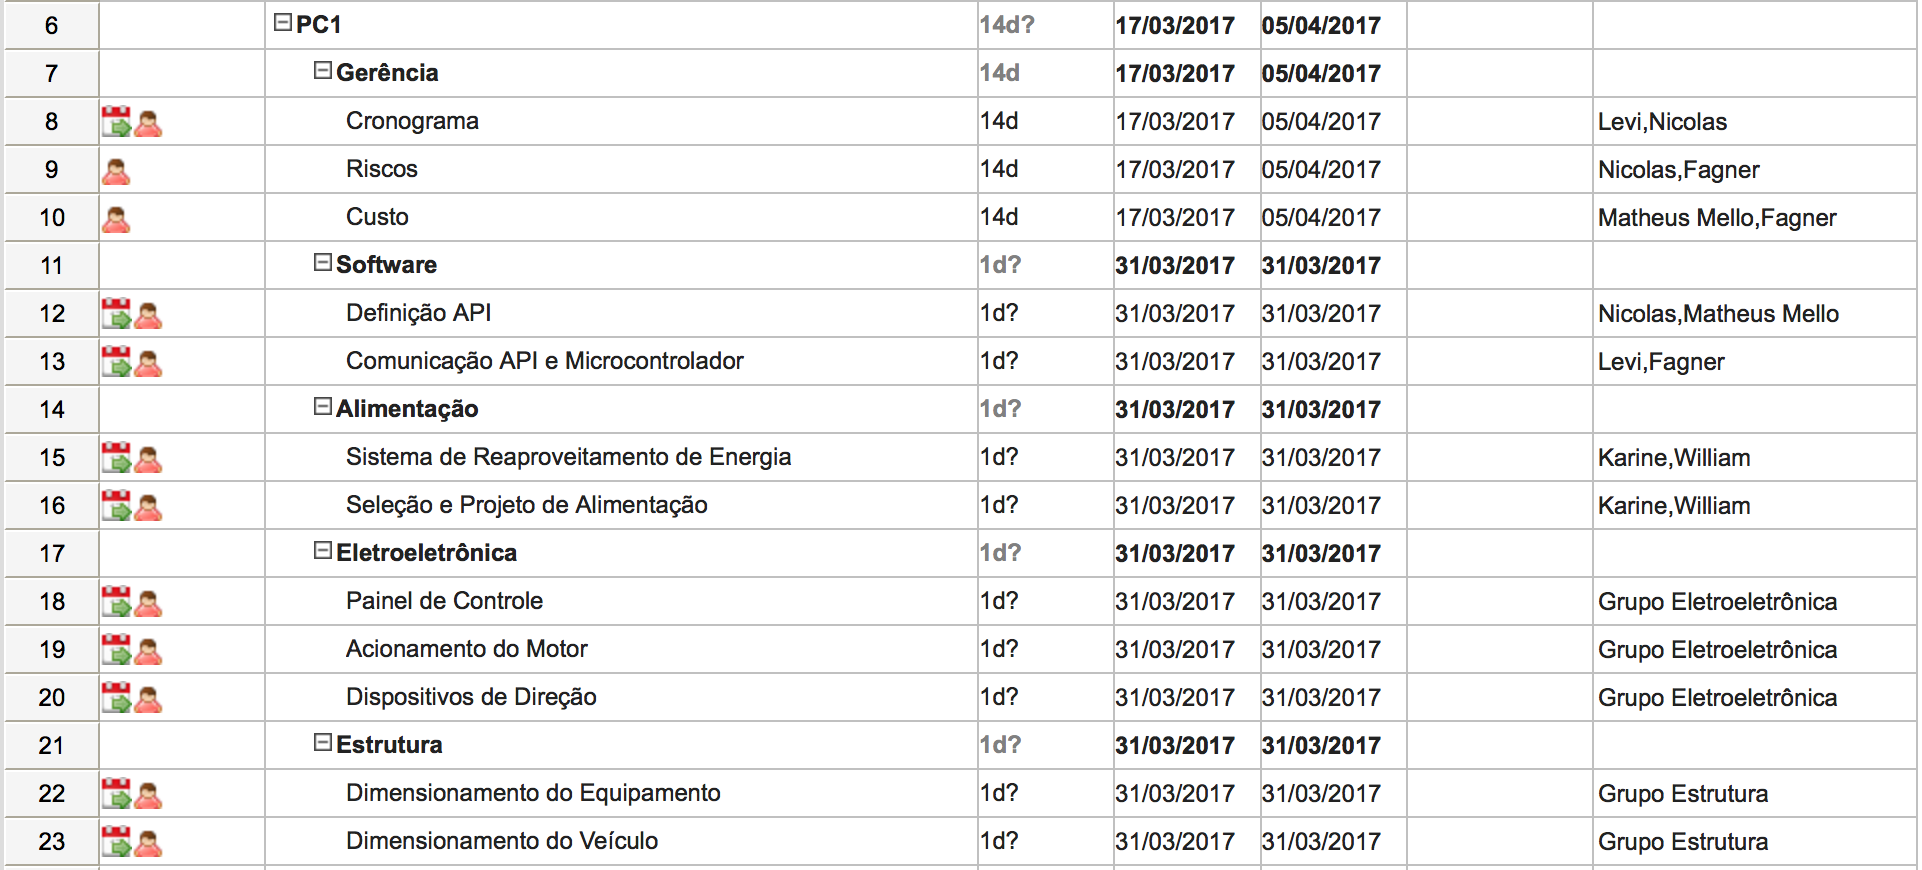 6 PC1 14d? 17/03/2017 05/04/2017
7 Gerência 14d 17/03/2017 05/04/2017
8 Cronograma 14d 17/03/2017 05/04/2017 Levi,Nicolas
9 Riscos 14d 17/03/2017 05/04/2017 Nicolas,Fagner
10 Custo 14d 17/03/2017 05/04/2017 Matheus Mello,Fagner
11 Software 1d? 31/03/2017 31/03/2017
12 Definição API 1d? 31/03/2017 31/03/2017 Nicolas,Matheus Mello
13 Comunicação API e Microcontrolador 1d? 31/03/2017 31/03/2017 Levi,Fagner
14 Alimentação 1d? 31/03/2017 31/03/2017
15 Sistema de Reaproveitamento de Energia 1d? 31/03/2017 31/03/2017 Karine,William
16 Seleção e Projeto de Alimentação 1d? 31/03/2017 31/03/2017 Karine,William
17 Eletroeletrônica 1d? 31/03/2017 31/03/2017
18 Painel de Controle 1d? 31/03/2017 31/03/2017 Grupo Eletroeletrônica
19 Acionamento do Motor 1d? 31/03/2017 31/03/2017 Grupo Eletroeletrônica
20 Dispositivos de Direção 1d? 31/03/2017 31/03/2017 Grupo Eletroeletrônica
21 Estrutura 1d? 31/03/2017 31/03/2017
22 Dimensionamento do Equipamento 1d? 31/03/2017 31/03/2017 Grupo Estrutura
23 Dimensionamento do Veículo 1d? 31/03/2017 31/03/2017 Grupo Estrutura